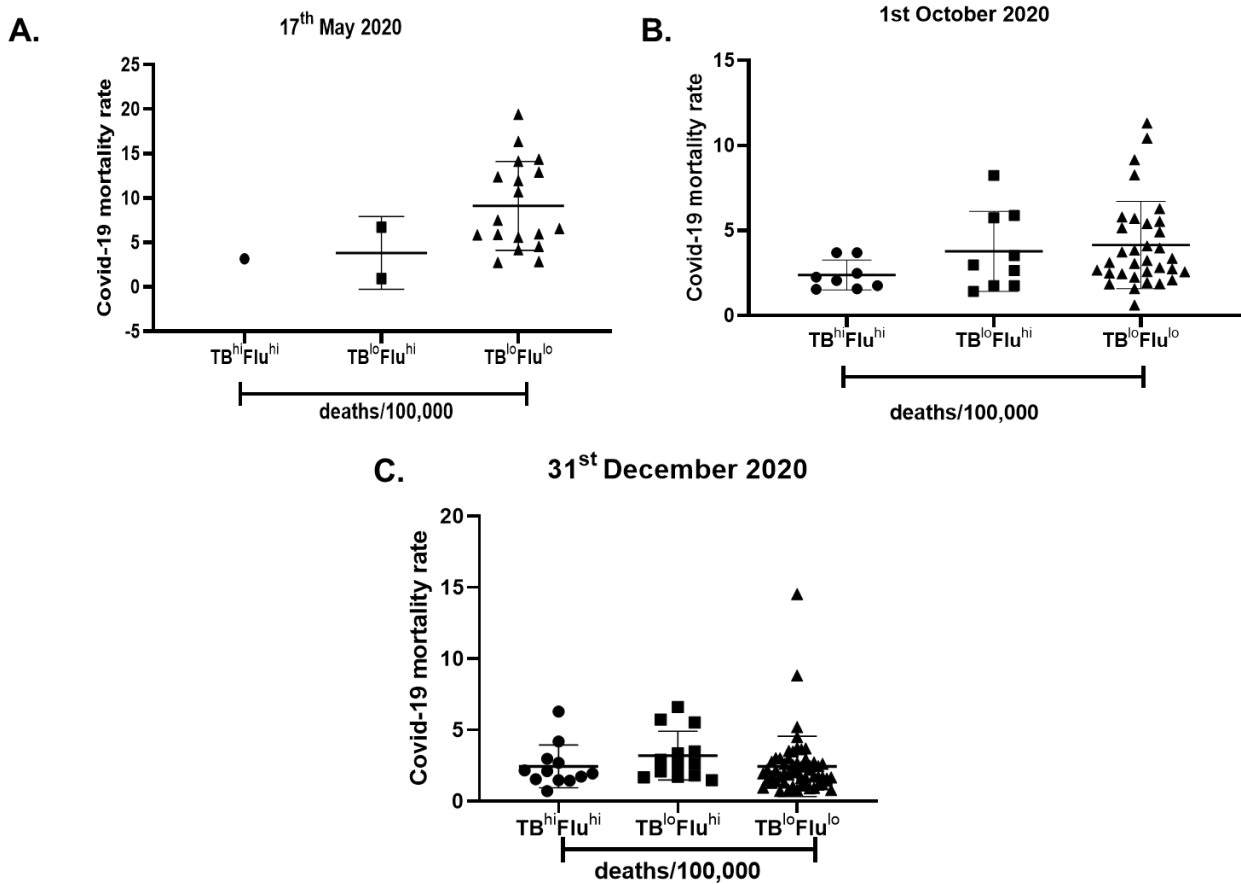 A.
17th May 2020
Covid-19 mortality rate
25
20
15
10
5
0
-5
TBhiFluhi
TBloFluhi
TBloFlulo
deaths/100,000
B.
1st October 2020
Covid-19 mortality rate
15
10
5
0
TBhiFluhi
TBloFluhi
TBloFlulo
deaths/100,000
C.
31st December 2020
Covid-19 mortality rate
20
15
10
5
0
TBhiFluhi
TBloFluhi
TBloFlulo
deaths/100,000